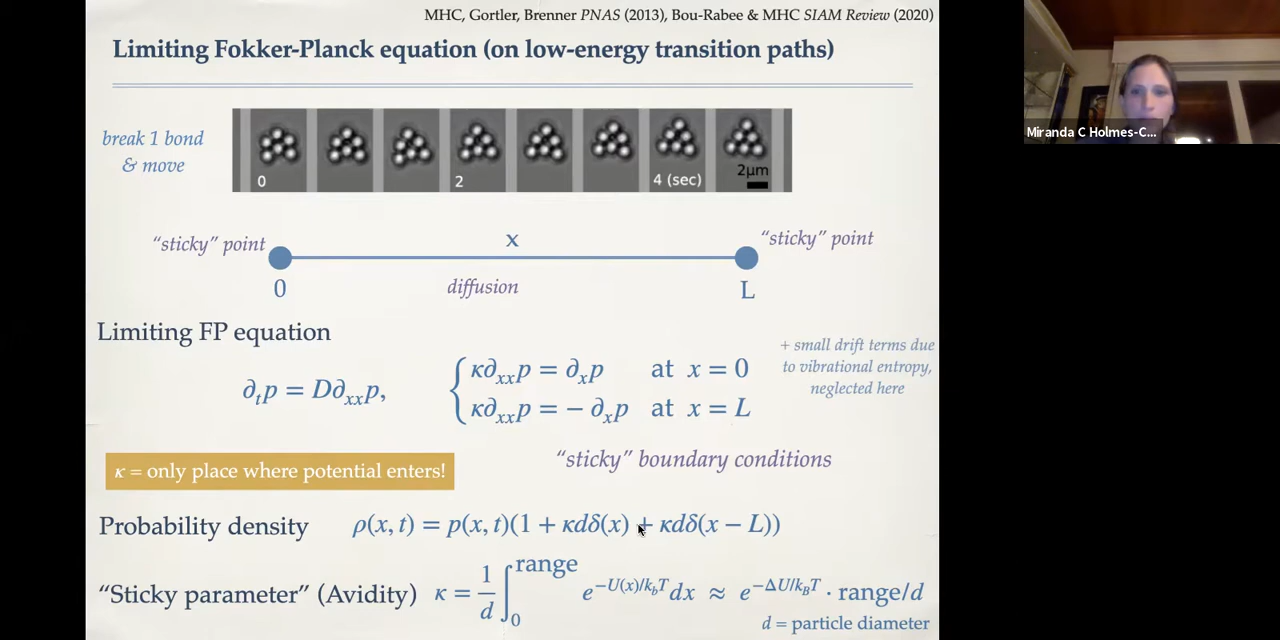 MHC, Gortler, Brenner PNAS (2013), Bou-Rabee & MHC SIAM Review (2020)
Limiting Fokker-Planck equation (on low-energy transition paths)
break 1 bond
& move
0
2
4 (sec)
2μm
"sticky" point
x
"sticky" point
0
diffusion
L
Limiting FP equation
+ small drift terms due
to vibrational entropy,
neglected here
∂ₜp = D∂ₓₓp,
κ∂ₓₓp = ∂ₓp at x = 0
κ∂ₓₓp = − ∂ₓp at x = L
"sticky" boundary conditions
κ = only place where potential enters!
Probability density ρ(x, t) = p(x, t)(1 + κdδ(x) + κdδ(x − L))
"Sticky parameter" (Avidity) κ = 1/d ∫₀^range e^{−U(x)/k_bT} dx ≈ e^{−ΔU/k_BT} · range/d
d = particle diameter
Miranda C Holmes-C...